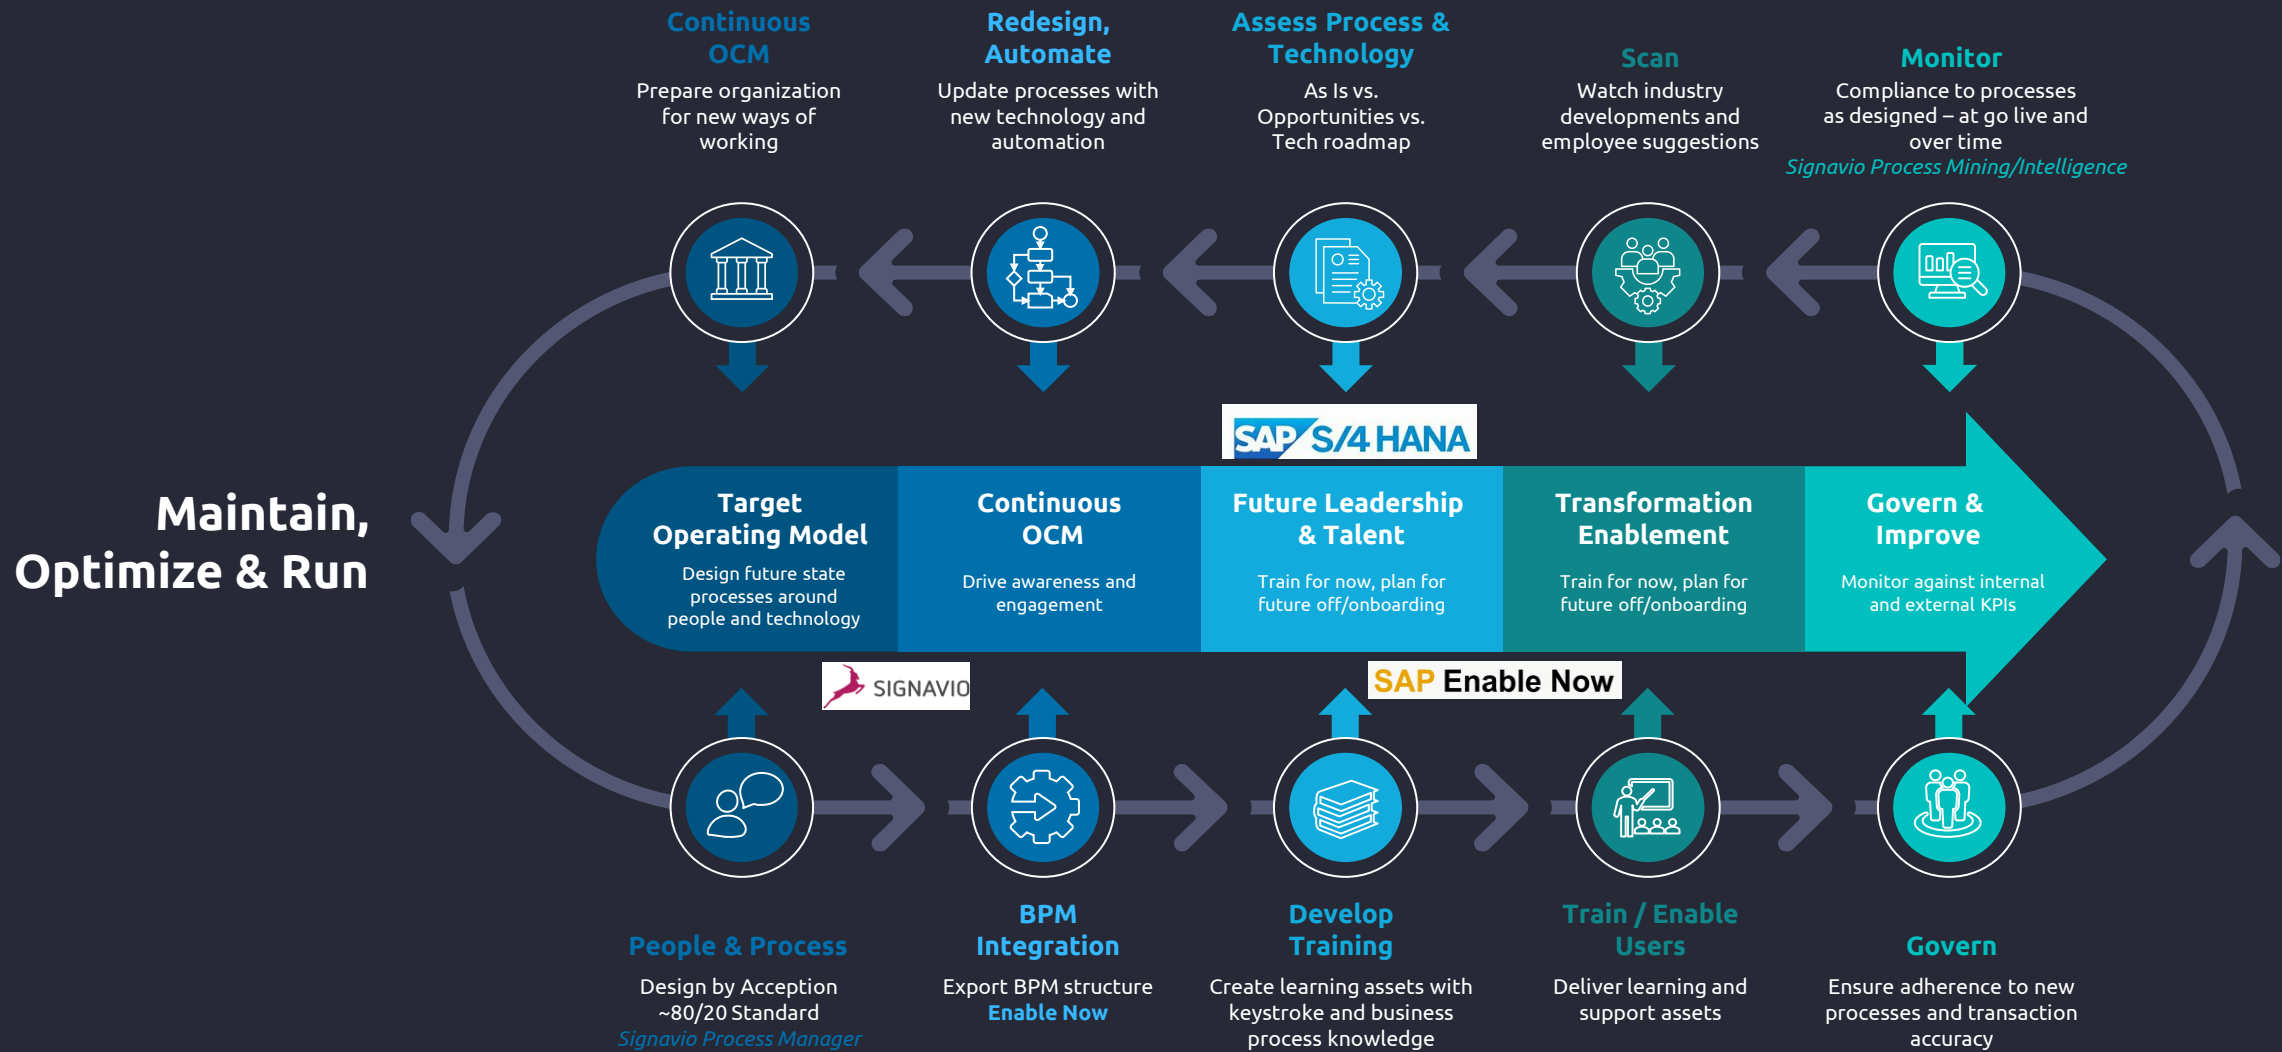 Continuous
OCM
Prepare organization
for new ways of
working
Redesign,
Automate
Update processes with
new technology and
automation
Assess Process &
Technology
As Is vs.
Opportunities vs.
Tech roadmap
Scan
Watch industry
developments and
employee suggestions
Monitor
Compliance to processes
as designed – at go live and
over time
Signavio Process Mining/Intelligence
Maintain,
Optimize & Run
SAP S/4 HANA
Target
Operating Model
Design future state
processes around
people and technology
Continuous
OCM
Drive awareness and
engagement
Future Leadership
& Talent
Train for now, plan for
future off/onboarding
Transformation
Enablement
Train for now, plan for
future off/onboarding
Govern &
Improve
Monitor against internal
and external KPIs
SIGNAVIO
SAP Enable Now
People & Process
Design by Acception
~80/20 Standard
Signavio Process Manager
BPM
Integration
Export BPM structure
Enable Now
Develop
Training
Create learning assets with
keystroke and business
process knowledge
Train / Enable
Users
Deliver learning and
support assets
Govern
Ensure adherence to new
processes and transaction
accuracy